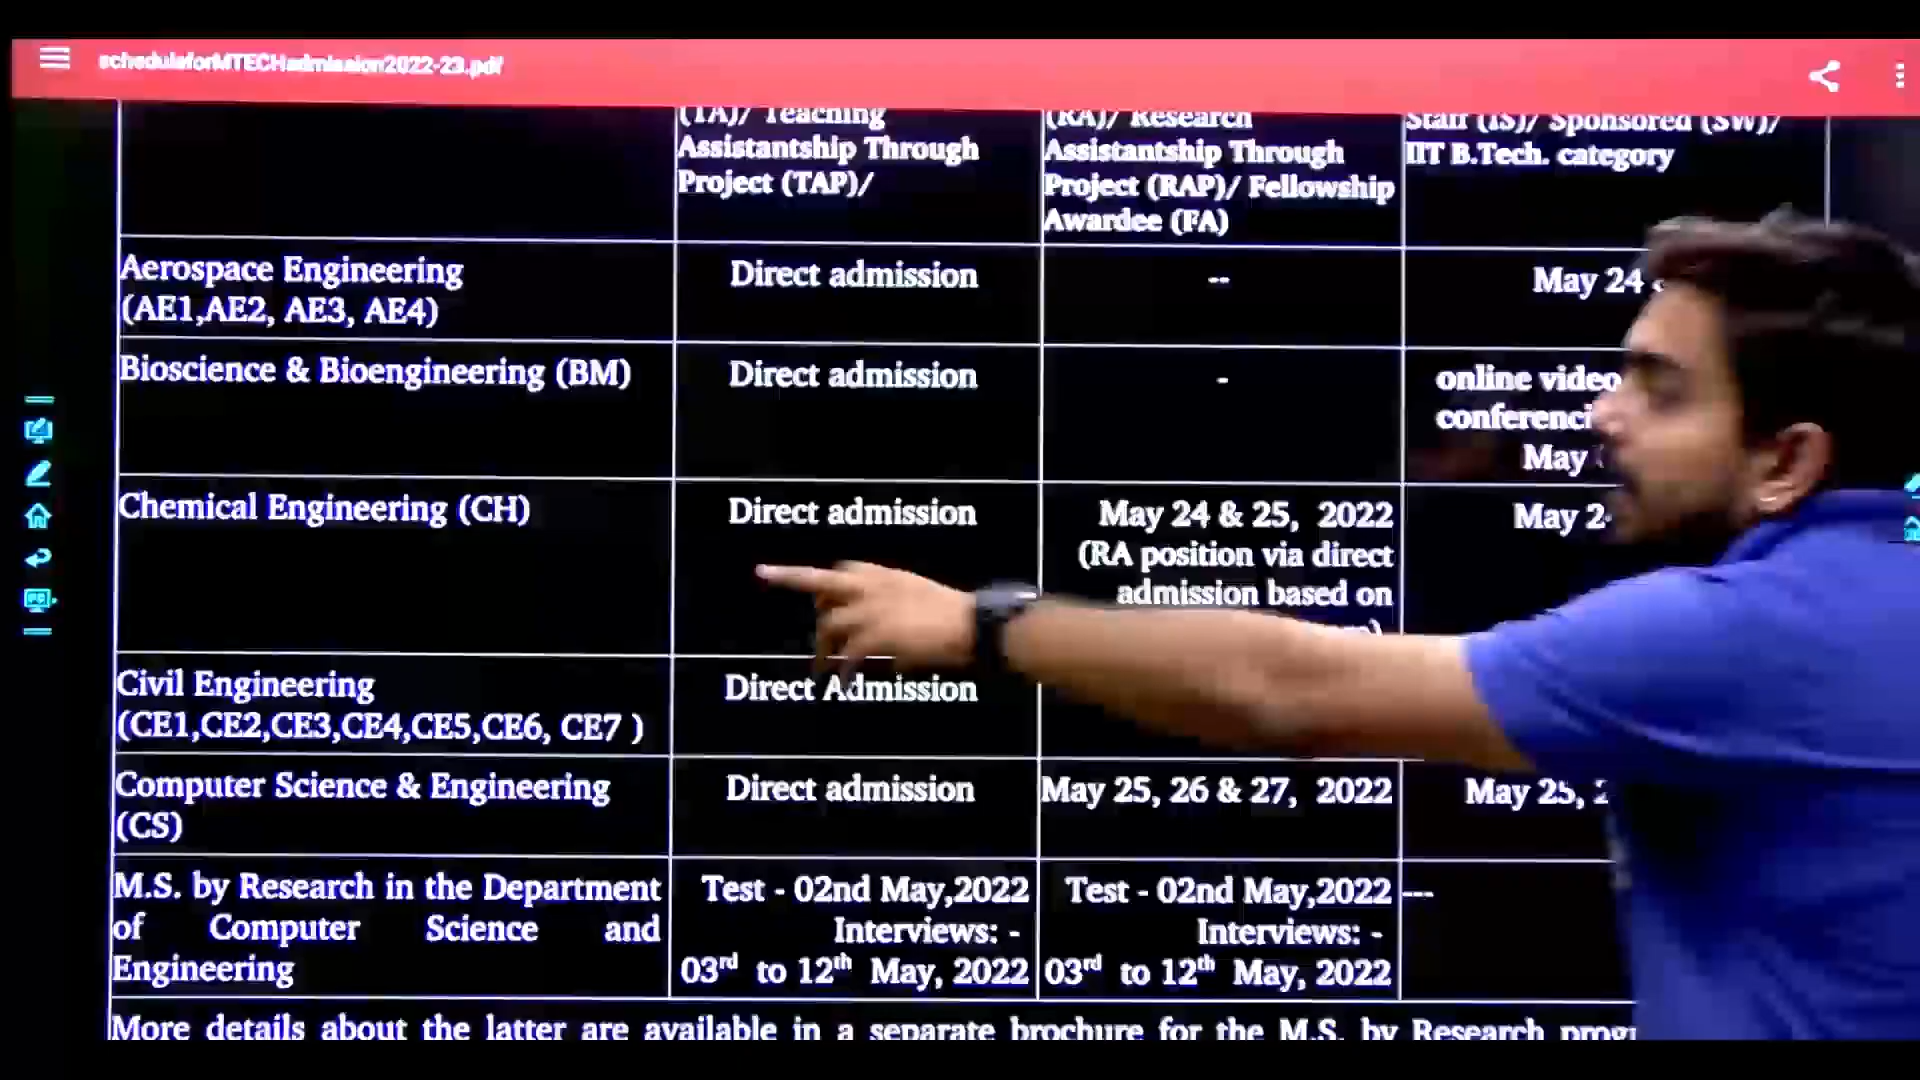 scheduleforMTECHadmission2022-23.pdf
(TA)/ Teaching
Assistantship Through
Project (TAP)/
(RA)/ Research
Assistantship Through
Project (RAP)/ Fellowship
Awardee (FA)
Staff (IS)/ Sponsored (SW)/
IIT B.Tech. category
Aerospace Engineering
(AE1,AE2, AE3, AE4)
Direct admission
--
May 24
Bioscience & Bioengineering (BM)
Direct admission
-
online video
May
Chemical Engineering (CH)
Direct admission
May 24 & 25, 2022
(RA position via direct
admission based on
May
Civil Engineering
(CE1,CE2,CE3,CE4,CE5,CE6, CE7 )
Direct Admission
Computer Science & Engineering
(CS)
Direct admission
May 25, 26 & 27, 2022
May 25,
M.S. by Research in the Department
of Computer Science and
Engineering
Test - 02nd May,2022
Interviews: -
03rd to 12th May, 2022
Test - 02nd May,2022
Interviews: -
03rd to 12th May, 2022
---
More details about the latter are available in a separate brochure for the M.S. by Research